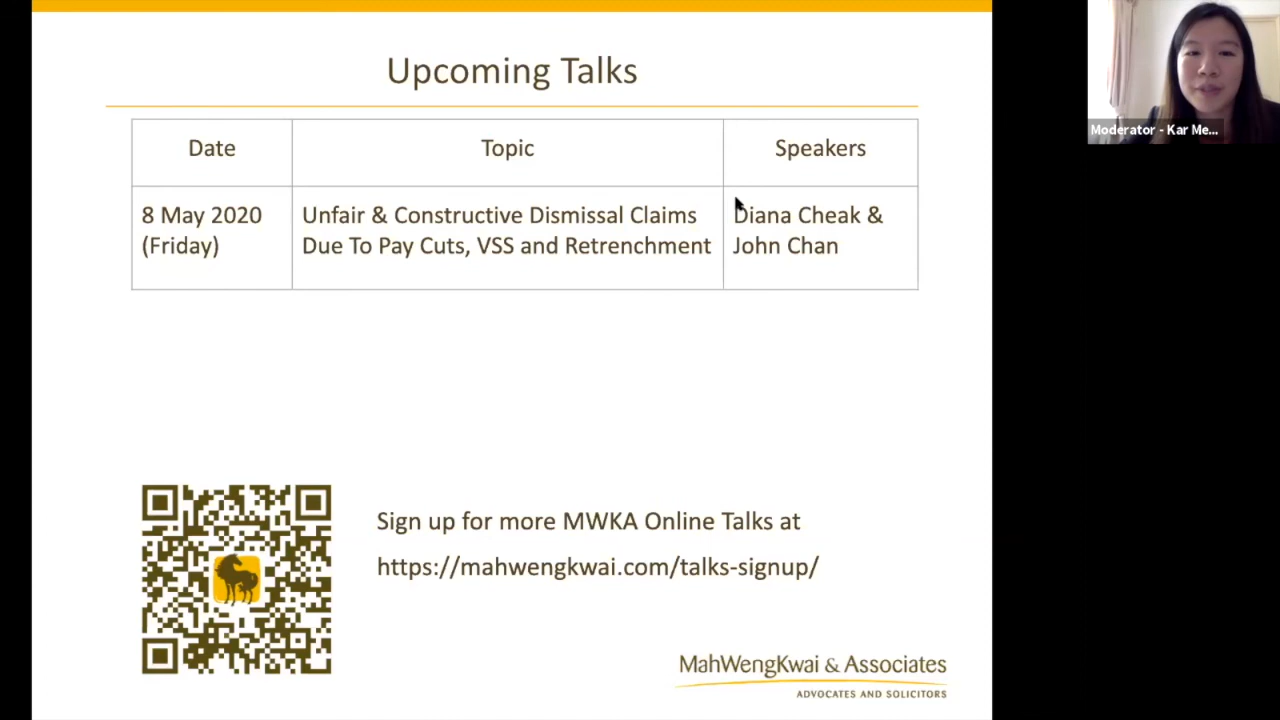 Upcoming Talks
Date
Topic
Speakers
8 May 2020
(Friday)
Unfair & Constructive Dismissal Claims
Due To Pay Cuts, VSS and Retrenchment
Diana Cheak &
John Chan
Sign up for more MWKA Online Talks at
https://mahwengkwai.com/talks-signup/
MahWengKwai & Associates
ADVOCATES AND SOLICITORS
Moderator - Kar Me...